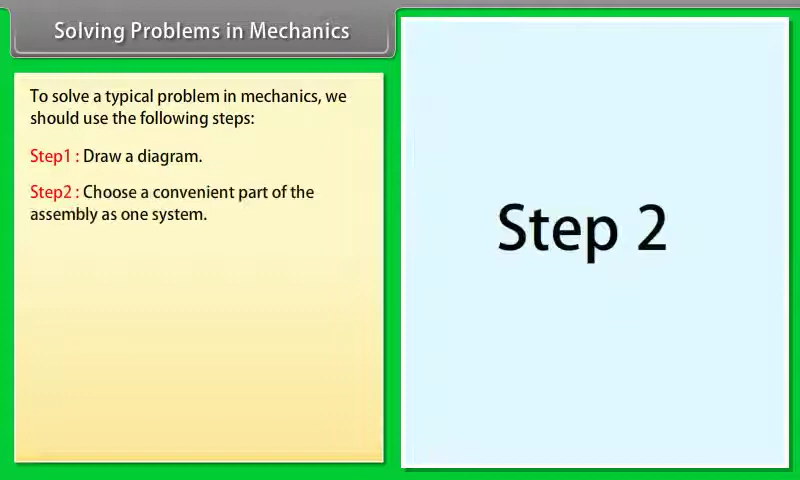 Solving Problems in Mechanics
To solve a typical problem in mechanics, we
should use the following steps:
Step1 : Draw a diagram.
Step2 : Choose a convenient part of the
assembly as one system.
Step 2